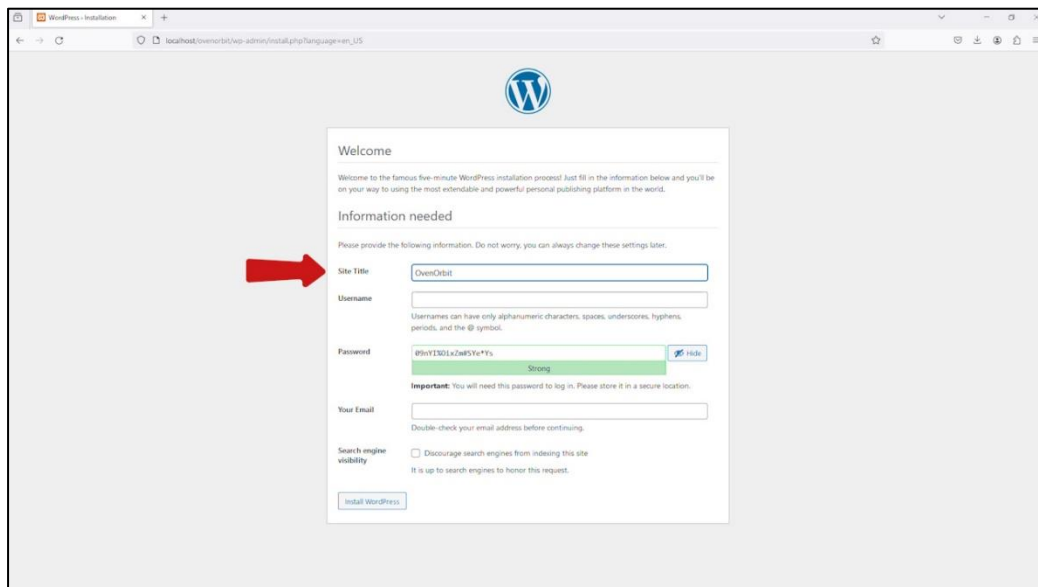 WordPress › Installation
localhost/ovenorbit/wp-admin/install.php?language=en_US
Welcome
Welcome to the famous five-minute WordPress installation process! Just fill in the information below and you'll be
on your way to using the most extendable and powerful personal publishing platform in the world.
Information needed
Please provide the following information. Do not worry, you can always change these settings later.
Site Title
OvenOrbit
Username
Usernames can have only alphanumeric characters, spaces, underscores, hyphens,
periods, and the @ symbol.
Password
Hide
Strong
Important: You will need this password to log in. Please store it in a secure location.
Your Email
Double-check your email address before continuing.
Search engine
visibility
Discourage search engines from indexing this site
It is up to search engines to honor this request.
Install WordPress